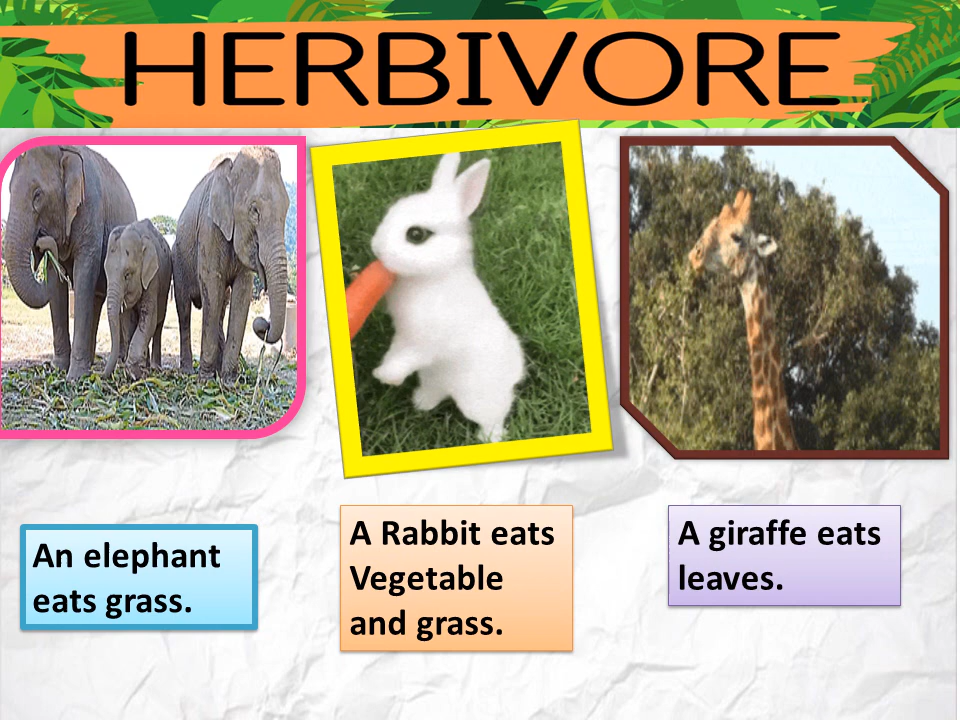 HERBIVORE
An elephant
eats grass.
A Rabbit eats
Vegetable
and grass.
A giraffe eats
leaves.